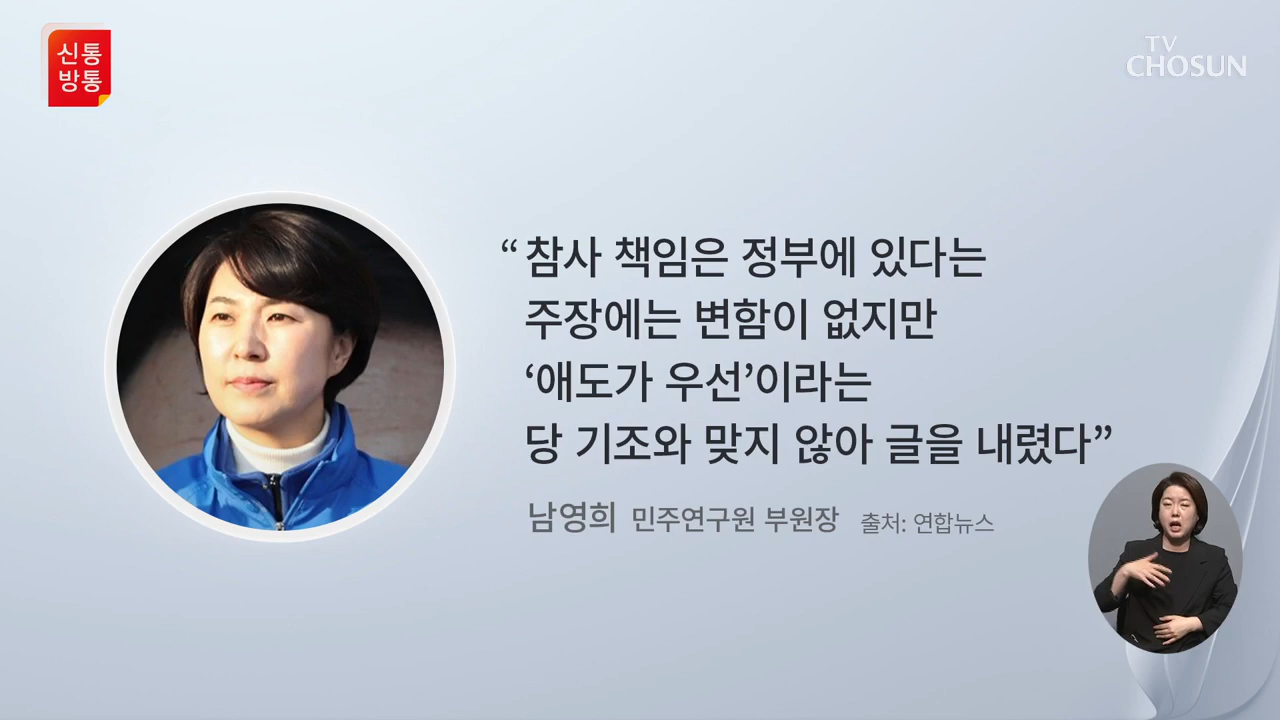 신통
방통
TV
CHOSUN
“참사 책임은 정부에 있다는
주장에는 변함이 없지만
‘애도가 우선’이라는
당 기조와 맞지 않아 글을 내렸다”
남영희 민주연구원 부원장 출처: 연합뉴스